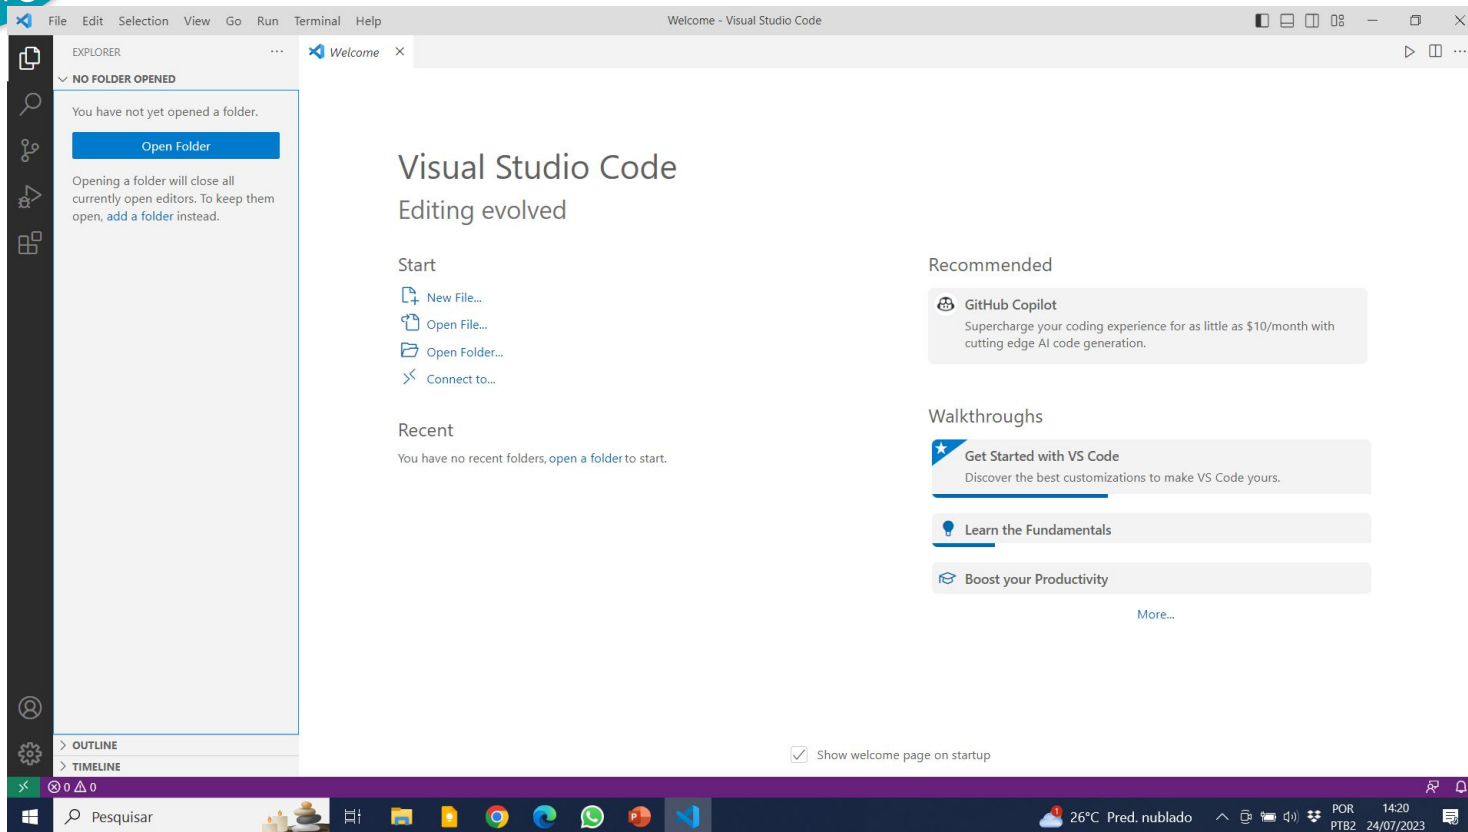 File Edit Selection View Go Run Terminal Help
Welcome - Visual Studio Code
EXPLORER
Welcome
NO FOLDER OPENED
You have not yet opened a folder.
Open Folder
Opening a folder will close all
currently open editors. To keep them
open, add a folder instead.
Visual Studio Code
Editing evolved
Start
New File...
Open File...
Open Folder...
Connect to...
Recent
You have no recent folders, open a folder to start.
Recommended
GitHub Copilot
Supercharge your coding experience for as little as $10/month with
cutting edge AI code generation.
Walkthroughs
Get Started with VS Code
Discover the best customizations to make VS Code yours.
Learn the Fundamentals
Boost your Productivity
More...
OUTLINE
TIMELINE
Show welcome page on startup
0 0
Pesquisar
1
26°C Pred. nublado
POR
PTB2
14:20
24/07/2023